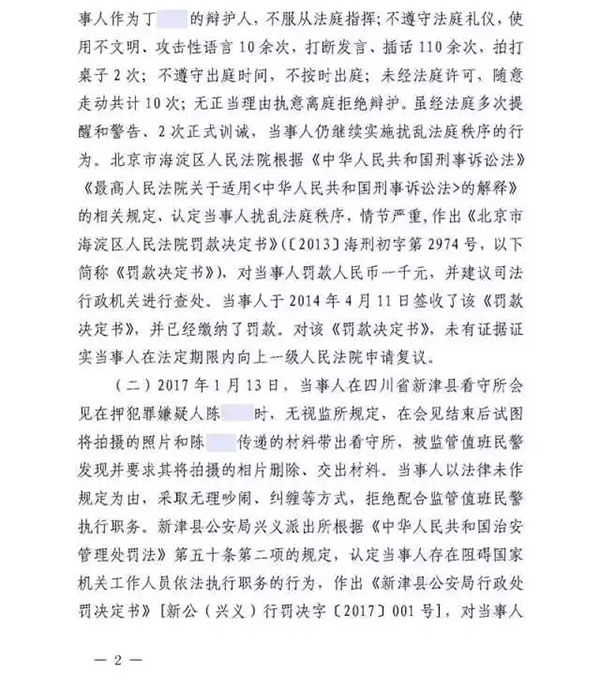 事人作为丁 的辩护人，不服从法庭指挥；不遵守法庭礼仪，使
用不文明、攻击性语言10余次，打断发言、插话110余次，拍打
桌子2次；不遵守出庭时间，不按时出庭；未经法庭许可，随意
走动共计10次；无正当理由执意离庭拒绝辩护。虽经法庭多次提
醒和警告、2次正式训诫，当事人仍继续实施扰乱法庭秩序的行
为。北京市海淀区人民法院根据《中华人民共和国刑事诉讼法》
《最高人民法院关于适用<中华人民共和国刑事诉讼法>的解释》
的相关规定，认定当事人扰乱法庭秩序，情节严重，作出《北京市
海淀区人民法院罚款决定书》(〔2013〕海刑初字第2974号，以下
简称《罚款决定书》)，对当事人罚款人民币一千元，并建议司法
行政机关进行查处。当事人于2014年4月11日签收了该《罚款
决定书》，并已经缴纳了罚款。对该《罚款决定书》，未有证据证
实当事人在法定期限内向上一级人民法院申请复议。
（二）2017年1月13日，当事人在四川省新津县看守所会
见在押犯罪嫌疑人陈 时，无视监所规定，在会见结束后试图
将拍摄的照片和陈 传递的材料带出看守所，被监管值班民警
发现并要求其将拍摄的相片删除、交出材料。当事人以法律未作
规定为由，采取无理吵闹、纠缠等方式，拒绝配合监管值班民警
执行职务。新津县公安局兴义派出所根据《中华人民共和国治安
管理处罚法》第五十条第二项的规定，认定当事人存在阻碍国家
机关工作人员依法执行职务的行为，作出《新津县公安局行政处
罚决定书》[新公（兴义）行罚决字〔2017〕001号]，对当事人
— 2 —